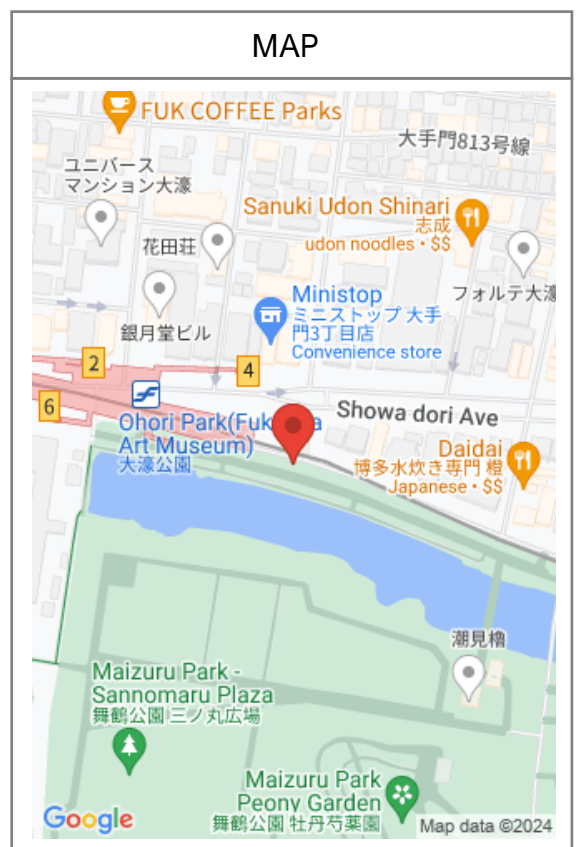 MAP
FUK COFFEE Parks
大手門813号線
ユニバース
マンション大濠
Sanuki Udon Shinari
志成
udon noodles • $$
花田荘
フォルテ大濠
Ministop
ミニストップ 大手
門3丁目店
Convenience store
銀月堂ビル
2
4
6
Showa dori Ave
Ohori Park(Fuk a
Art Museum)
大濠公園
Daidai
博多水炊き専門 橙
Japanese • $$
潮見櫓
Maizuru Park -
Sannomaru Plaza
舞鶴公園 三ノ丸広場
Maizuru Park
Peony Garden
舞鶴公園 牡丹芍薬園
Google
Map data ©2024